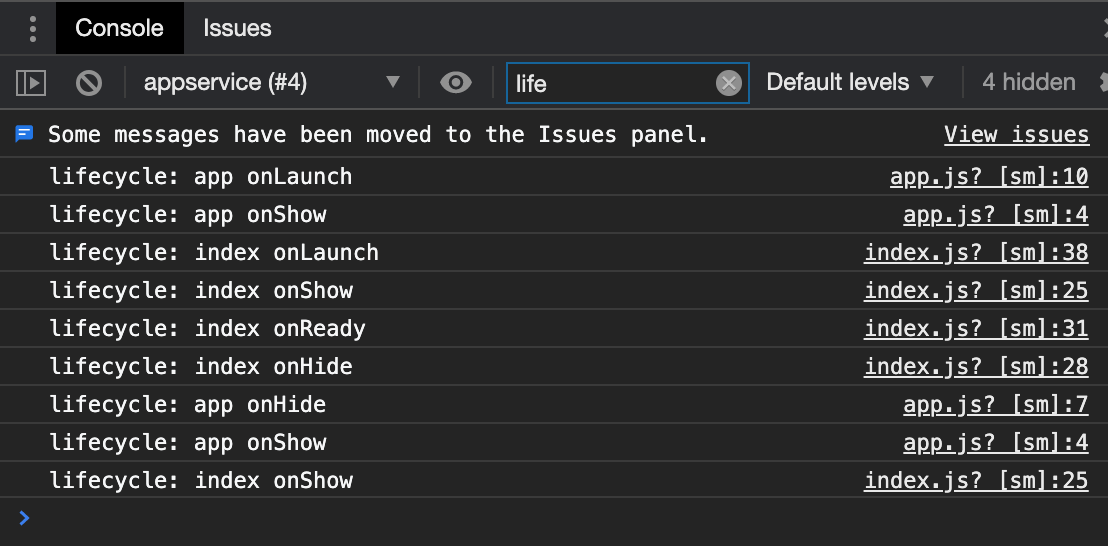 Console Issues
appservice (#4) life Default levels 4 hidden
Some messages have been moved to the Issues panel. View issues
lifecycle: app onLaunch app.js? [sm]:10
lifecycle: app onShow app.js? [sm]:4
lifecycle: index onLaunch index.js? [sm]:38
lifecycle: index onShow index.js? [sm]:25
lifecycle: index onReady index.js? [sm]:31
lifecycle: index onHide index.js? [sm]:28
lifecycle: app onHide app.js? [sm]:7
lifecycle: app onShow app.js? [sm]:4
lifecycle: index onShow index.js? [sm]:25